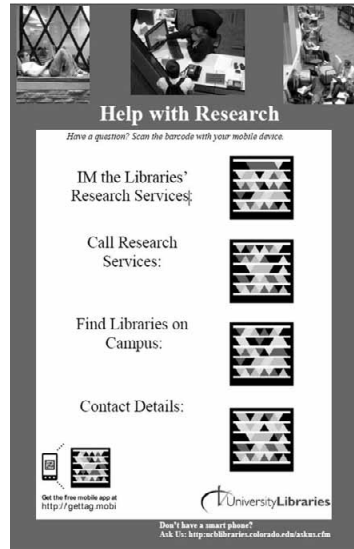 Help with Research
Have a question? Scan the barcode with your mobile device.
IM the Libraries'
Research Services:
Call Research
Services:
Find Libraries on
Campus:
Contact Details:
Get the free mobile app at
http://gettag.mobi
UniversityLibraries
Don't have a smart phone?
Ask Us: http:ucblibraries.colorado.edu/askus.cfm